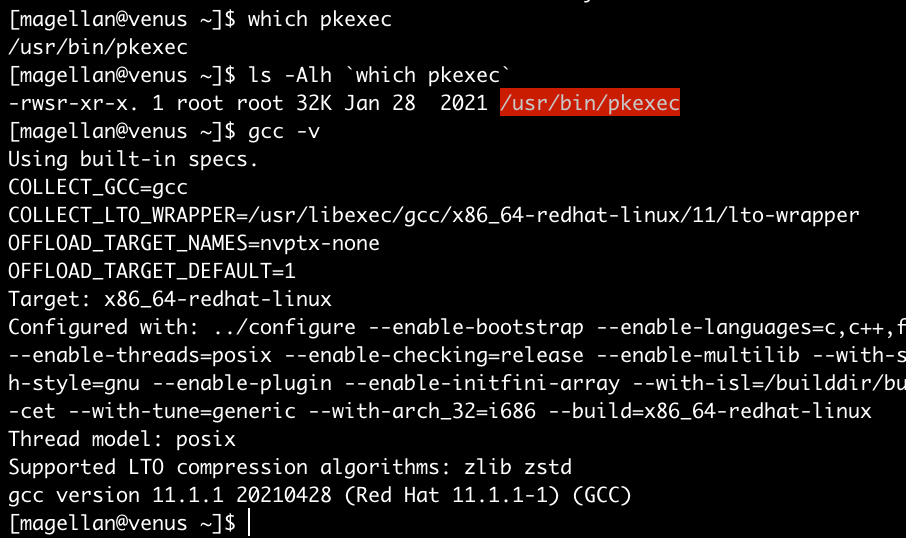 [magellan@venus ~]$ which pkexec
/usr/bin/pkexec
[magellan@venus ~]$ ls -Alh `which pkexec`
-rwsr-xr-x. 1 root root 32K Jan 28  2021 /usr/bin/pkexec
[magellan@venus ~]$ gcc -v
Using built-in specs.
COLLECT_GCC=gcc
COLLECT_LTO_WRAPPER=/usr/libexec/gcc/x86_64-redhat-linux/11/lto-wrapper
OFFLOAD_TARGET_NAMES=nvptx-none
OFFLOAD_TARGET_DEFAULT=1
Target: x86_64-redhat-linux
Configured with: ../configure --enable-bootstrap --enable-languages=c,c++,f
--enable-threads=posix --enable-checking=release --enable-multilib --with-s
h-style=gnu --enable-plugin --enable-initfini-array --with-isl=/builddir/bu
-cet --with-tune=generic --with-arch_32=i686 --build=x86_64-redhat-linux
Thread model: posix
Supported LTO compression algorithms: zlib zstd
gcc version 11.1.1 20210428 (Red Hat 11.1.1-1) (GCC)
[magellan@venus ~]$